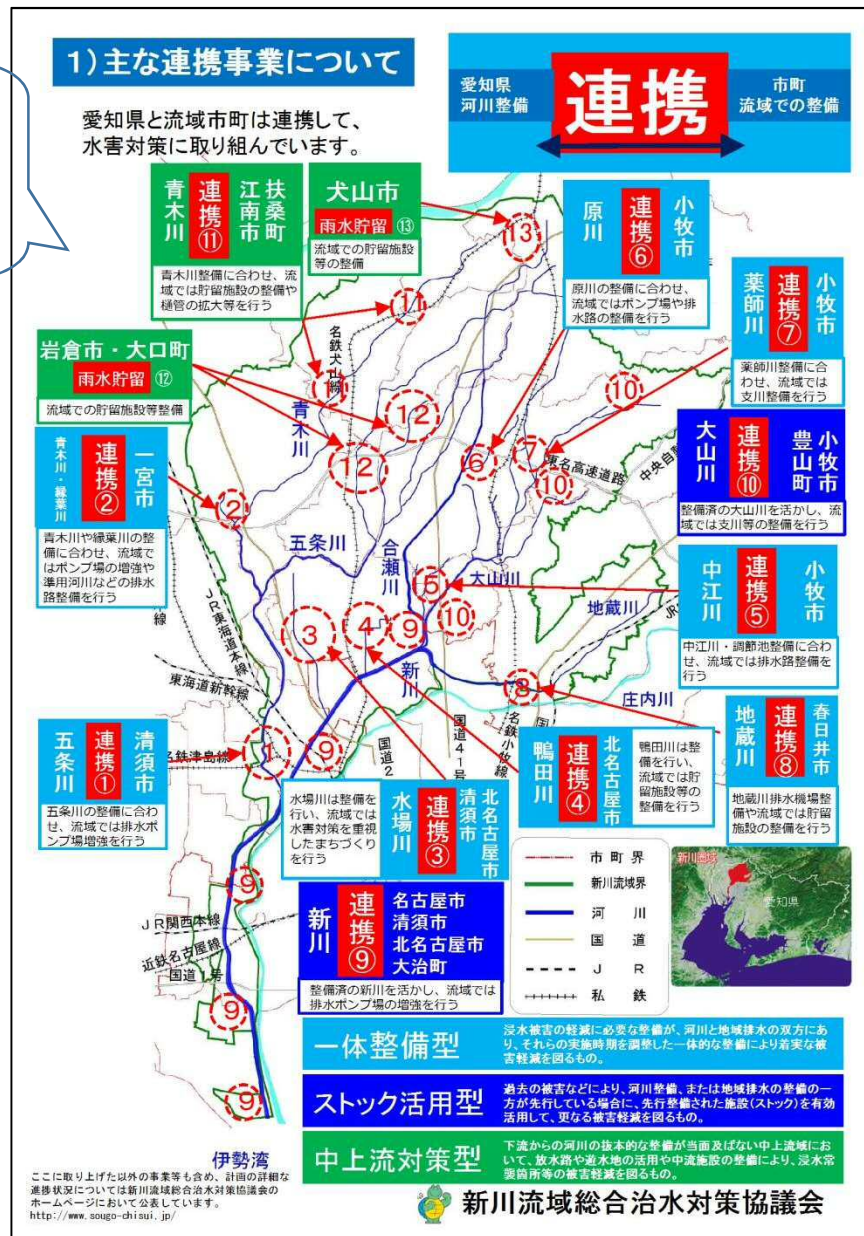 1)主な連携事業について
愛知県
河川整備
連携
市町
流域での整備
愛知県と流域市町は連携して、
水害対策に取り組んでいます。
青木川
連携⑪
江南市
扶桑町
青木川整備に合わせ、流
域では貯留施設の整備や
樋管の拡大等を行う
犬山市
雨水貯留 ⑬
流域での貯留施設
等の整備
原川
連携⑥
小牧市
原川の整備に合わせ、
流域ではポンプ場や排
水路の整備を行う
薬師川
連携⑦
小牧市
薬師川整備に合
わせ、流域では
支川整備を行う
岩倉市・大口町
雨水貯留 ⑫
流域での貯留施設等整備
大山川
連携⑩
豊山町
小牧市
整備済の大山川を活かし、流
域では支川等の整備を行う
青木川・縁葉川
連携②
一宮市
青木川や縁葉川の整
備に合わせ、流域で
はポンプ場の増強や
準用河川などの排水
路整備を行う
中江川
連携⑤
小牧市
中江川・調節池整備に合わ
せ、流域では排水路整備を
行う
五条川
連携①
清須市
五条川の整備に合わ
せ、流域では排水ポ
ンプ場増強を行う
水場川は整備を
行い、流域では
水害対策を重視
したまちづくり
を行う
水場川
連携③
清須市
北名古屋市
鴨田川
連携④
北名古屋市
鴨田川は整
備を行い、
流域では貯
留施設等の
整備を行う
地蔵川
連携⑧
春日井市
地蔵川排水機場整
備や流域では貯留
施設の整備を行う
新川
連携⑨
名古屋市
清須市
北名古屋市
大治町
整備済の新川を活かし、流域では
排水ポンプ場の増強を行う
13
11
11
12
12
10
7
6
10
2
5
10
3
4
9
8
1
9
9
9
9
名鉄犬山線
青木川
東名高速道路
中央自動
五条川
合瀬川
大山川
地蔵川
JR
JR東海道本線
線
東海道新幹線
新川
庄内川
名鉄津島線
国道2
国道41号
名鉄小牧線
国
JR関西本線
近鉄名古屋線
国道1号
伊勢湾
市町界
新川流域界
河川
国道
JR
私鉄
新川流域
愛知県
一体整備型
浸水被害の軽減に必要な整備が、河川と地域排水の双方にあ
り、それらの実施時期を調整した一体的な整備により着実な被
害軽減を図るもの。
ストック活用型
過去の被害などにより、河川整備、または地域排水の整備の一
方が先行している場合に、先行整備された施設(ストック)を有効
活用して、更なる被害軽減を図るもの。
中上流対策型
下流からの河川の抜本的な整備が当面及ばない中上流域にお
いて、放水路や遊水地の活用や中流施設の整備により、浸水常
襲箇所等の被害軽減を図るもの。
ここに取り上げた以外の事業等も含め、計画の詳細な
進捗状況については新川流域総合治水対策協議会の
ホームページにおいて公表しています。
http://www.sougo-chisui.jp/
新川流域総合治水対策協議会